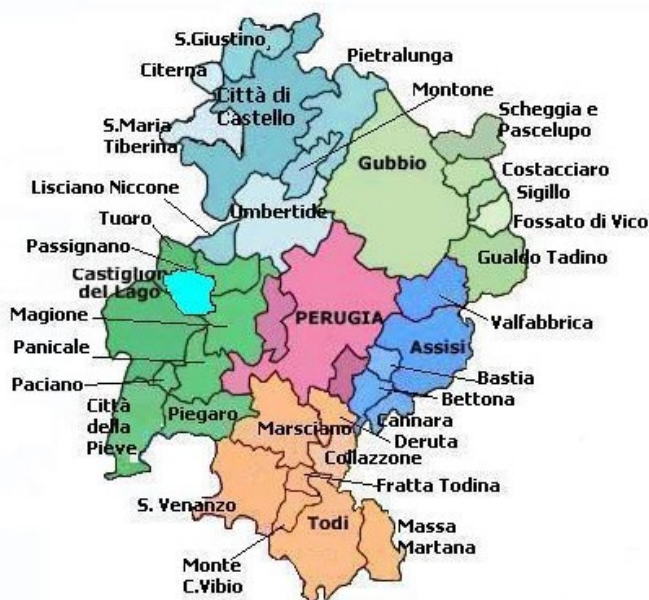 S.Giustino
Pietralunga
Citerna
Città di
Castello
Montone
Scheggia e
Pascelupo
S.Maria
Tiberina
Gubbio
Costacciaro
Lisciano Niccone
Sigillo
Umbertide
Tuoro
Fossato di Vico
Passignano
Gualdo Tadino
Castiglion
del Lago
Magione
PERUGIA
Valfabbrica
Panicale
Assisi
Bastia
Paciano
Bettona
Città
della
Pieve
Piegaro
Cannara
Marsciano
Deruta
Collazzone
Fratta Todina
S. Venanzo
Todi
Massa
Martana
Monte
C.Vibio